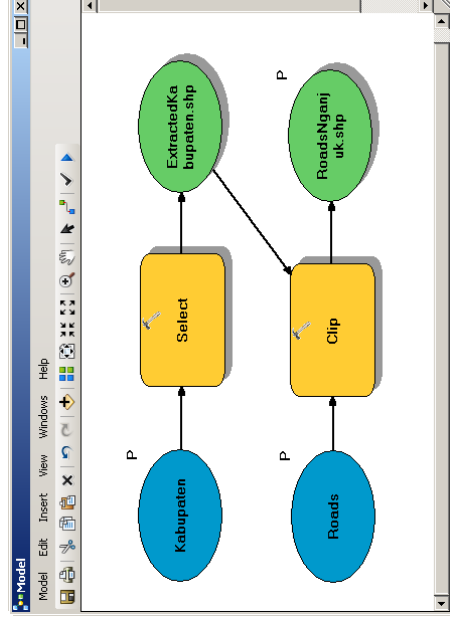 Model
Model Edit Insert View Windows Help
P
Kabupaten
Select
ExtractedKa
bupaten.shp
P
Roads
Clip
P
RoadsNganj
uk.shp